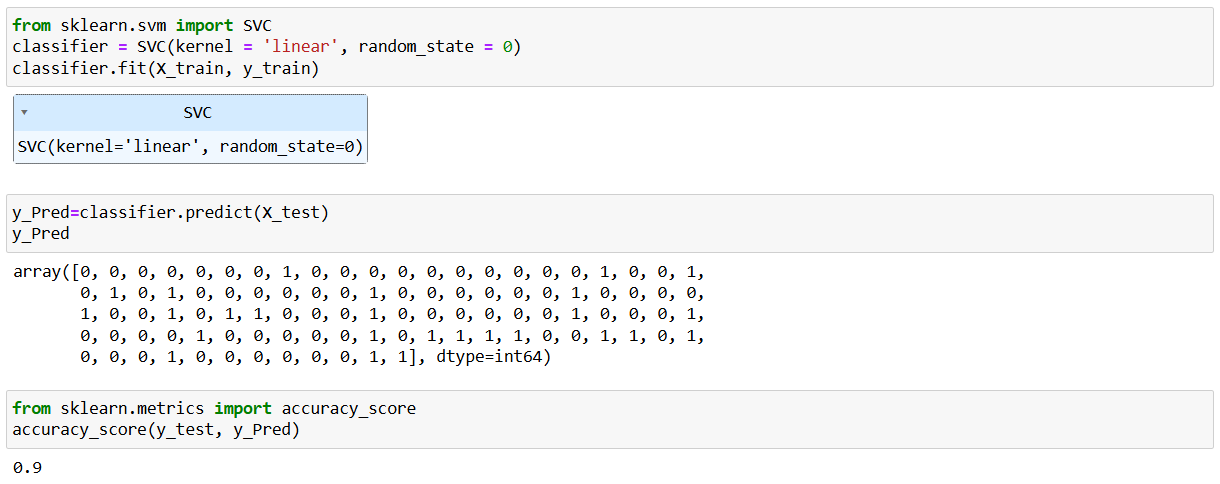 from sklearn.svm import SVC
classifier = SVC(kernel = 'linear', random_state = 0)
classifier.fit(X_train, y_train)
SVC
SVC(kernel='linear', random_state=0)
y_Pred=classifier.predict(X_test)
y_Pred
array([0, 0, 0, 0, 0, 0, 0, 1, 0, 0, 0, 0, 0, 0, 0, 0, 0, 0, 1, 0, 0, 1,
       0, 1, 0, 1, 0, 0, 0, 0, 0, 0, 1, 0, 0, 0, 0, 0, 0, 1, 0, 0, 0, 0,
       1, 0, 0, 1, 0, 1, 1, 0, 0, 0, 1, 0, 0, 0, 0, 0, 0, 1, 0, 0, 0, 1,
       0, 0, 0, 0, 1, 0, 0, 0, 0, 0, 1, 0, 1, 1, 1, 1, 0, 0, 1, 1, 0, 1,
       0, 0, 0, 1, 0, 0, 0, 0, 0, 0, 1, 1], dtype=int64)
from sklearn.metrics import accuracy_score
accuracy_score(y_test, y_Pred)
0.9